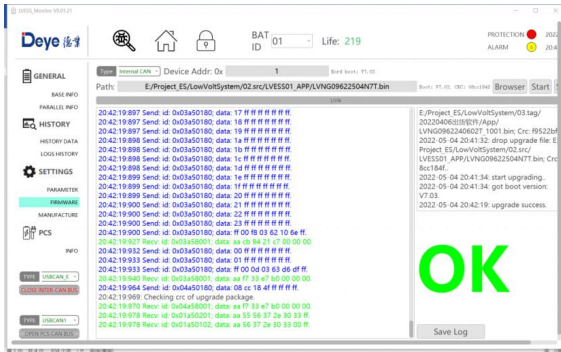 LVESS_Monitor V0.01.21
Deye 德业
BAT ID 01 Life: 219
PROTECTION 2022
ALARM 20:4
GENERAL
BASE INFO
PARALLEL INFO
HISTORY
HISTORY DATA
LOGS HISTORY
SETTINGS
PARAMETER
FIRMWARE
MANUFACTURE
PCS
INFO
TYPE USBCAN_E
CLOSE INTER-CAN BUS
TYPE USBCAN1
OPEN PCS CAN BUS
Type Internal CAN Device Addr: 0x 1
Path: E:/Project_ES/LowVoltSystem/02.src/LVESS01_APP/LVNG09622504N7T.bin
Browser Start S
100%
20:42:19:897 Send: id: 0x03a50180; data: 17 ff ff ff ff ff ff ff.
20:42:19:897 Send: id: 0x03a50180; data: 18 ff ff ff ff ff ff ff.
20:42:19:897 Send: id: 0x03a50180; data: 19 ff ff ff ff ff ff ff.
20:42:19:898 Send: id: 0x03a50180; data: 1a ff ff ff ff ff ff ff.
20:42:19:898 Send: id: 0x03a50180; data: 1b ff ff ff ff ff ff ff.
20:42:19:898 Send: id: 0x03a50180; data: 1c ff ff ff ff ff ff ff.
20:42:19:898 Send: id: 0x03a50180; data: 1d ff ff ff ff ff ff ff.
20:42:19:898 Send: id: 0x03a50180; data: 1e ff ff ff ff ff ff ff.
20:42:19:899 Send: id: 0x03a50180; data: 1f ff ff ff ff ff ff ff.
20:42:19:899 Send: id: 0x03a50180; data: 20 ff ff ff ff ff ff ff.
20:42:19:899 Send: id: 0x03a50180; data: 21 ff ff ff ff ff ff ff.
20:42:19:900 Send: id: 0x03a50180; data: 22 ff ff ff ff ff ff ff.
20:42:19:900 Send: id: 0x03a50180; data: 23 ff ff ff ff ff ff ff.
20:42:19:900 Send: id: 0x03a50180; data: ff 00 f8 03 62 10 6e ff.
20:42:19:927 Recv: id: 0x03a58001; data: aa cb 94 21 c7 00 00 00.
20:42:19:932 Send: id: 0x03a50180; data: 00 ff ff ff ff ff ff ff.
20:42:19:933 Send: id: 0x03a50180; data: 01 ff ff ff ff ff ff ff.
20:42:19:933 Send: id: 0x03a50180; data: ff 00 0d 03 63 d6 df ff.
20:42:19:940 Recv: id: 0x03a58001; data: aa f7 33 e7 b0 00 00 00.
20:42:19:964 Send: id: 0x04a50180; data: 08 cc 18 4f ff ff ff ff.
20:42:19:969: Checking crc of upgrade package.
20:42:19:970 Recv: id: 0x04a58001; data: aa f7 33 e7 b0 00 00 00.
20:42:19:978 Recv: id: 0x01a50201; data: aa 55 56 37 2e 30 33 ff.
20:42:19:978 Recv: id: 0x01a50102; data: aa 56 37 2e 30 33 00 ff.
E:/Project_ES/LowVoltSystem/03.tag/
20220406出货软件/App/
LVNG0962240602T_1001.bin; Crc: f9522bf
2022-05-04 20:41:32: drop upgrade file: E
Project_ES/LowVoltSystem/02.src/
LVESS01_APP/LVNG09622504N7T.bin; Crc
8cc184f..
2022-05-04 20:41:34: start upgrading..
2022-05-04 20:41:34: got boot version:
V7.03.
2022-05-04 20:42:19: upgrade success.
OK
Save Log